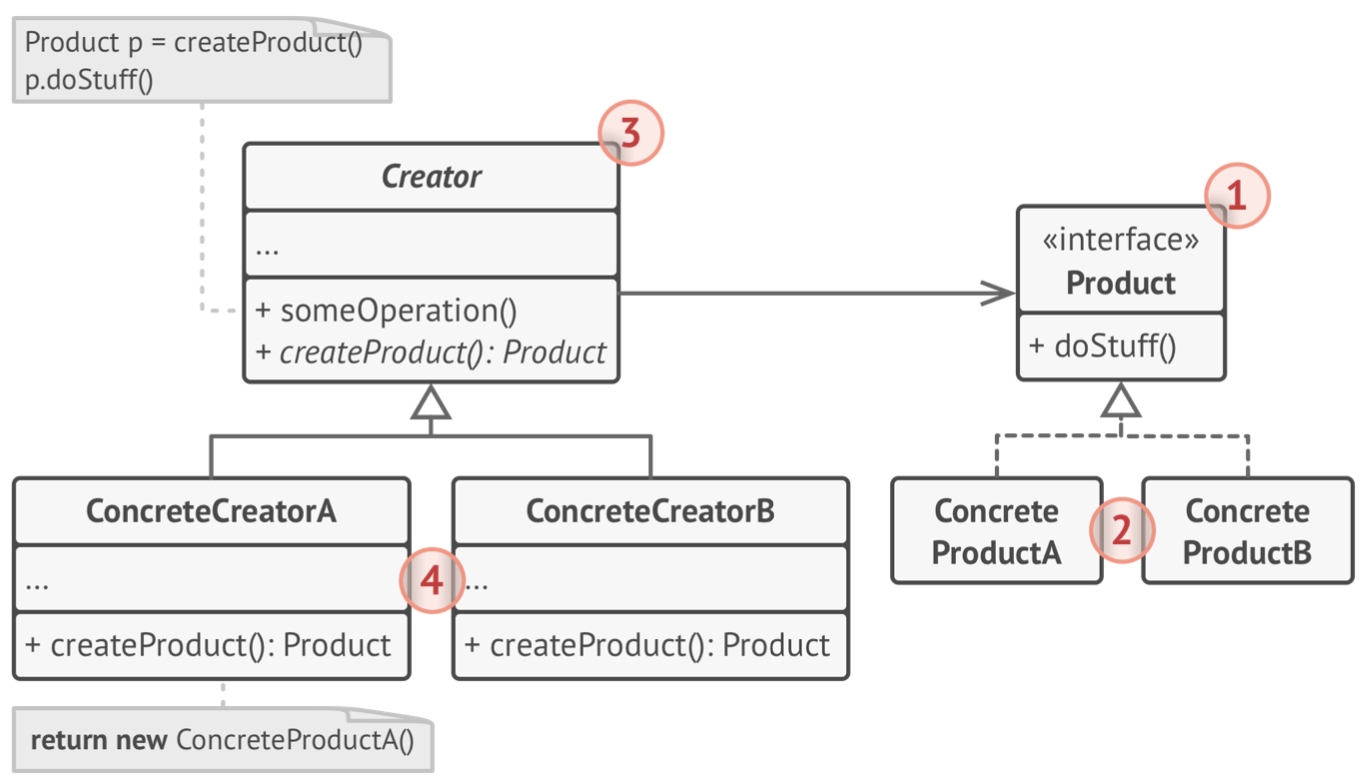 Product p = createProduct()
p.doStuff()
3
Creator
...
+ someOperation()
+ createProduct(): Product
1
«interface»
Product
+ doStuff()
ConcreteCreatorA
...
+ createProduct(): Product
4
ConcreteCreatorB
...
+ createProduct(): Product
Concrete
ProductA
2
Concrete
ProductB
return new ConcreteProductA()